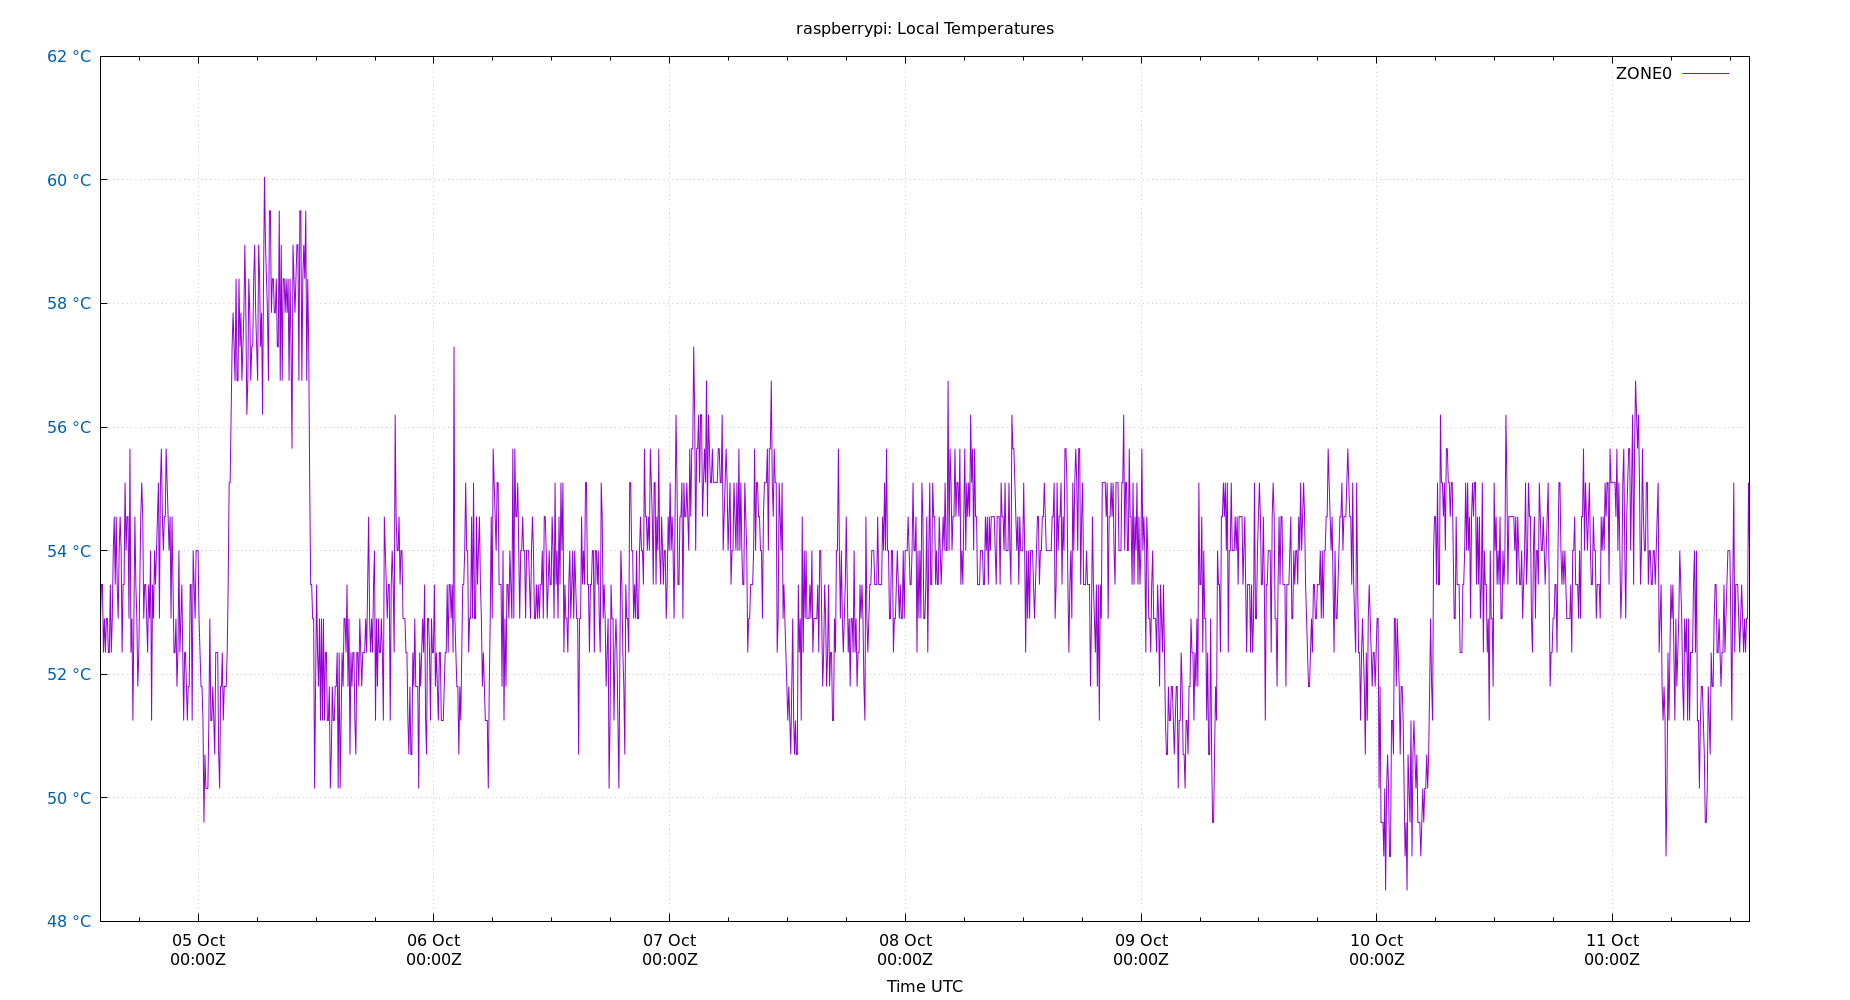 raspberrypi: Local Temperatures
62 °C
ZONE0
60 °C
58 °C
56 °C
54 °C
52 °C
50 °C
48 °C
05 Oct 06 Oct 07 Oct 08 Oct 09 Oct 10 Oct 11 Oct
00:00Z 00:00Z 00:00Z 00:00Z 00:00Z 00:00Z 00:00Z
Time UTC